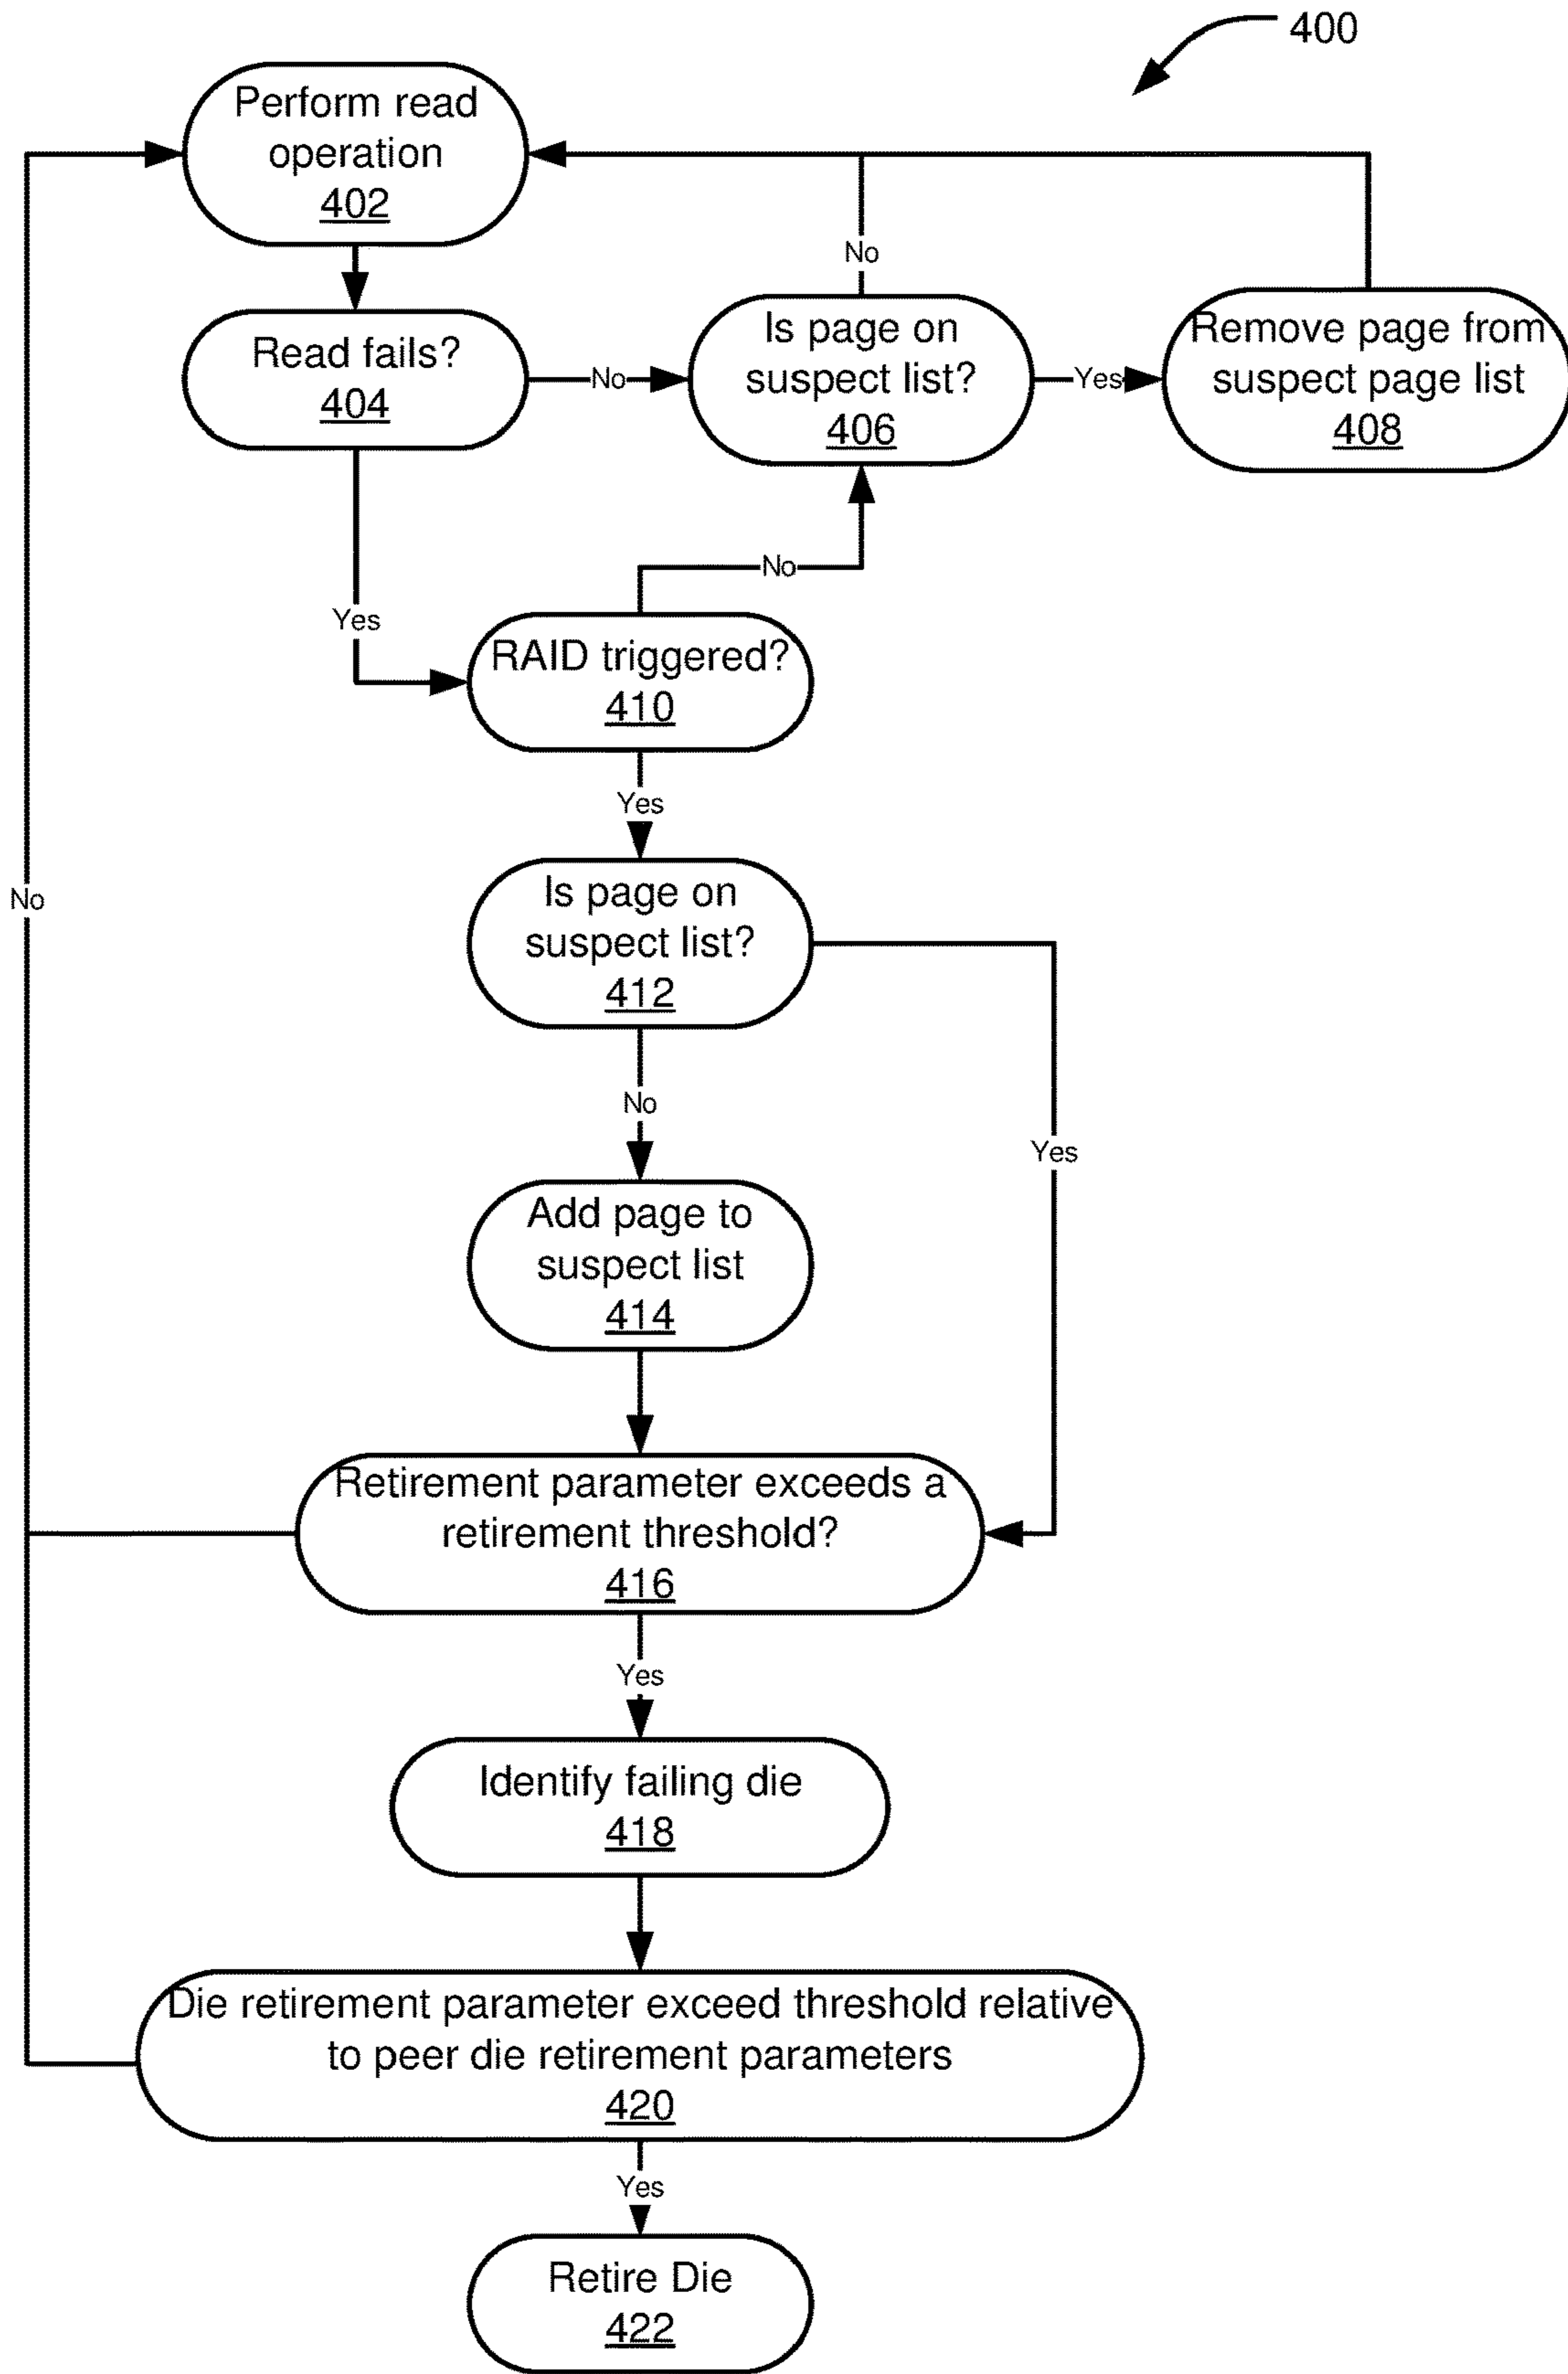 400
Perform read
operation
402
No
Read fails?
404
No
Is page on
suspect list?
406
Yes
Remove page from
suspect page list
408
No
Yes
RAID triggered?
410
Yes
Is page on
suspect list?
412
No
No
Yes
Add page to
suspect list
414
Retirement parameter exceeds a
retirement threshold?
416
Yes
Identify failing die
418
Die retirement parameter exceed threshold relative
to peer die retirement parameters
420
Yes
Retire Die
422